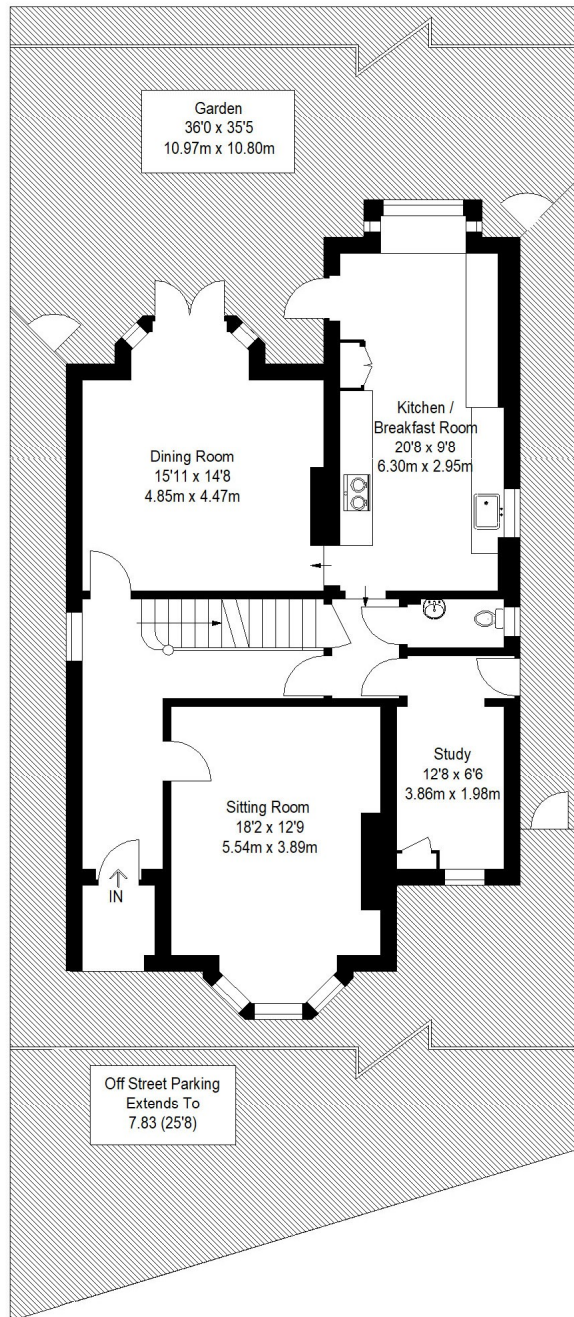 Garden
36'0 x 35'5
10.97m x 10.80m
Kitchen /
Breakfast Room
20'8 x 9'8
6.30m x 2.95m
Dining Room
15'11 x 14'8
4.85m x 4.47m
Study
12'8 x 6'6
3.86m x 1.98m
Sitting Room
18'2 x 12'9
5.54m x 3.89m
IN
Off Street Parking
Extends To
7.83 (25'8)